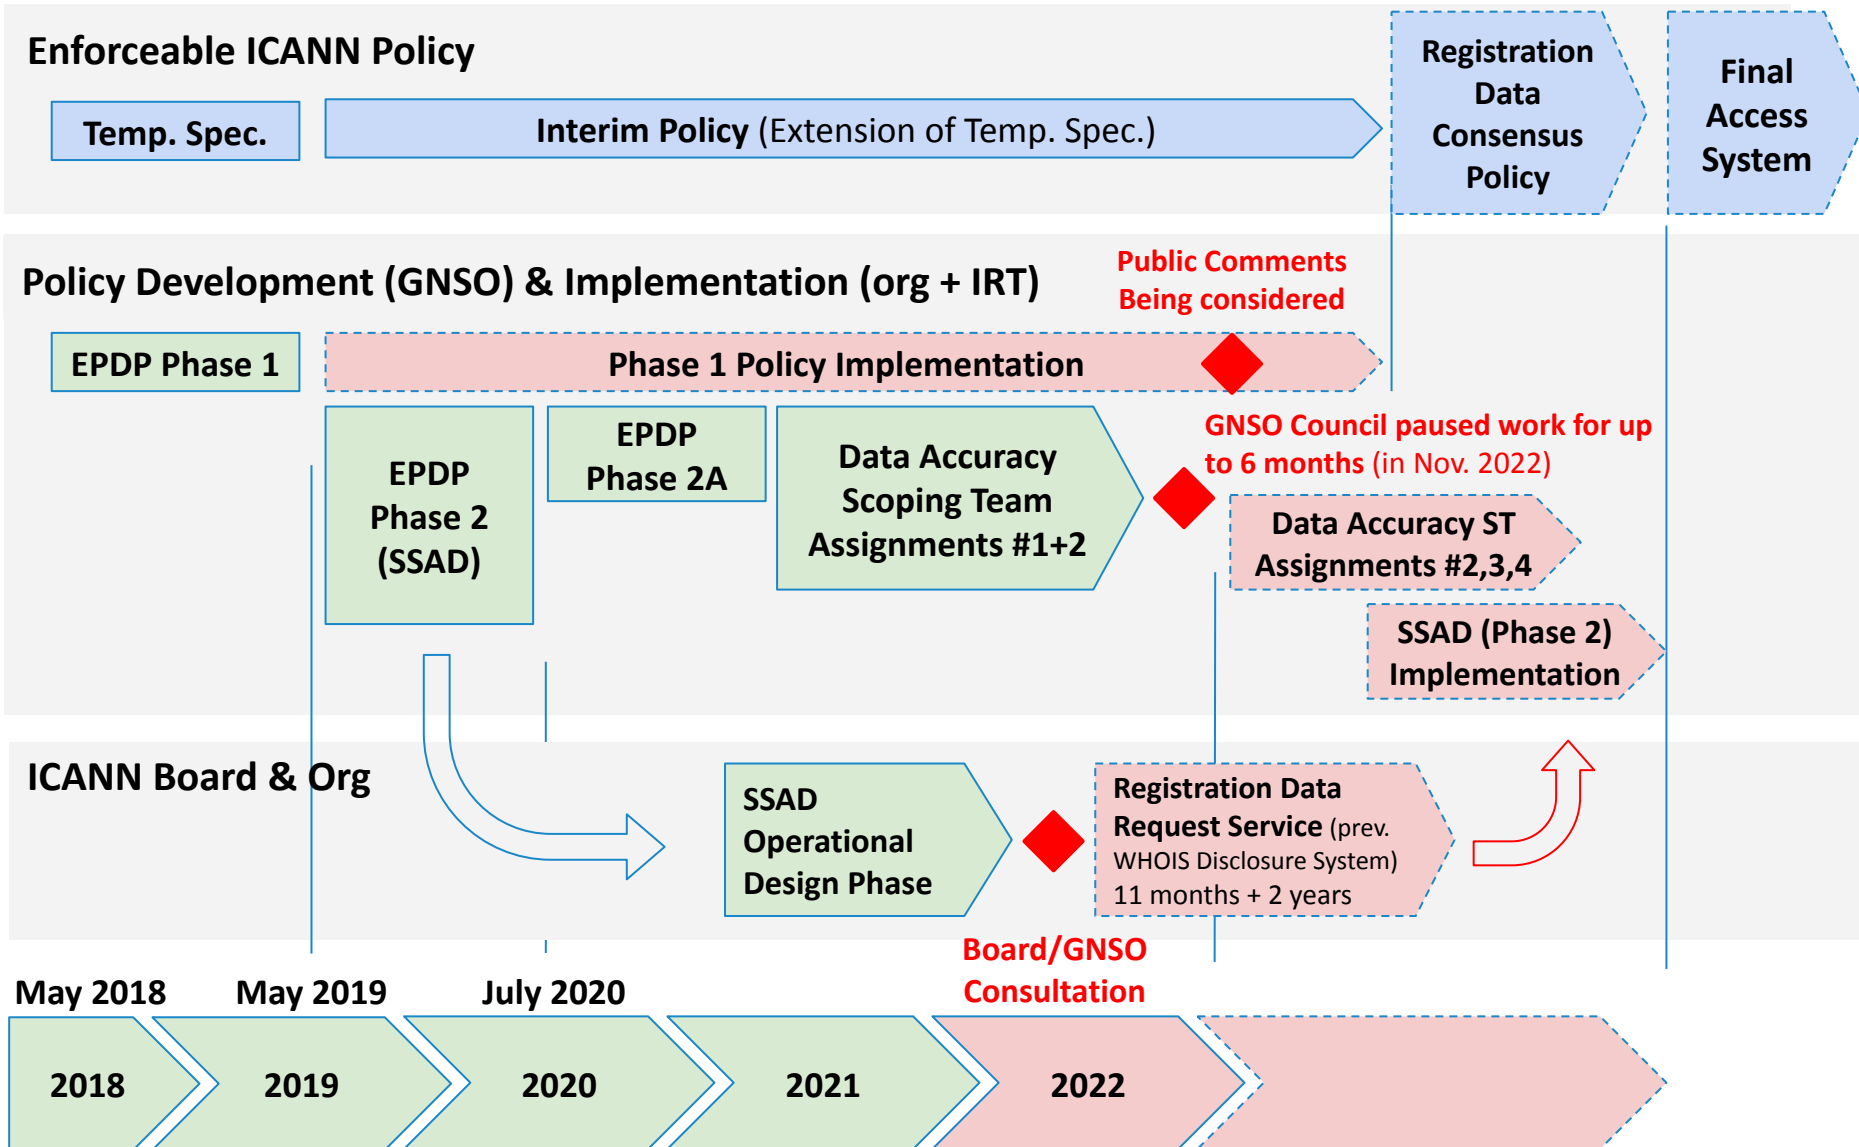 Enforceable ICANN Policy
Temp. Spec.
Interim Policy (Extension of Temp. Spec.)
Registration
Data
Consensus
Policy
Final
Access
System
Policy Development (GNSO) & Implementation (org + IRT)
Public Comments
Being considered
EPDP Phase 1
Phase 1 Policy Implementation
EPDP
Phase 2
(SSAD)
EPDP
Phase 2A
Data Accuracy
Scoping Team
Assignments #1+2
GNSO Council paused work for up
to 6 months (in Nov. 2022)
Data Accuracy ST
Assignments #2,3,4
SSAD (Phase 2)
Implementation
ICANN Board & Org
SSAD
Operational
Design Phase
Registration Data
Request Service (prev.
WHOIS Disclosure System)
11 months + 2 years
Board/GNSO
Consultation
May 2018
May 2019
July 2020
2018
2019
2020
2021
2022